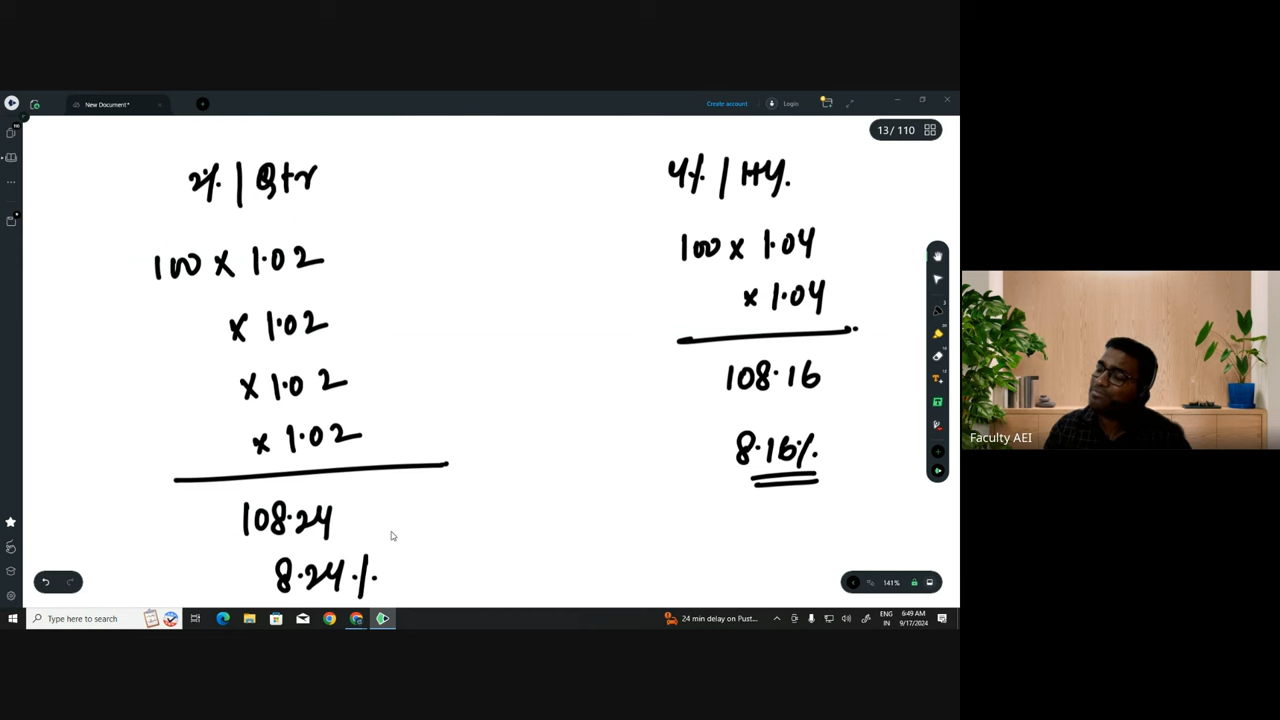 New Document*
Create account
Login
13/ 110
2% | Qtr
100 x 1.02
x 1.02
x 1.02
x 1.02
108.24
8.24%
4% | HY.
100 x 1.04
x 1.04
108.16
8.16%
Faculty AEI
141%
Type here to search
24 min delay on Pust...
ENG
IN
6:49 AM
9/17/2024